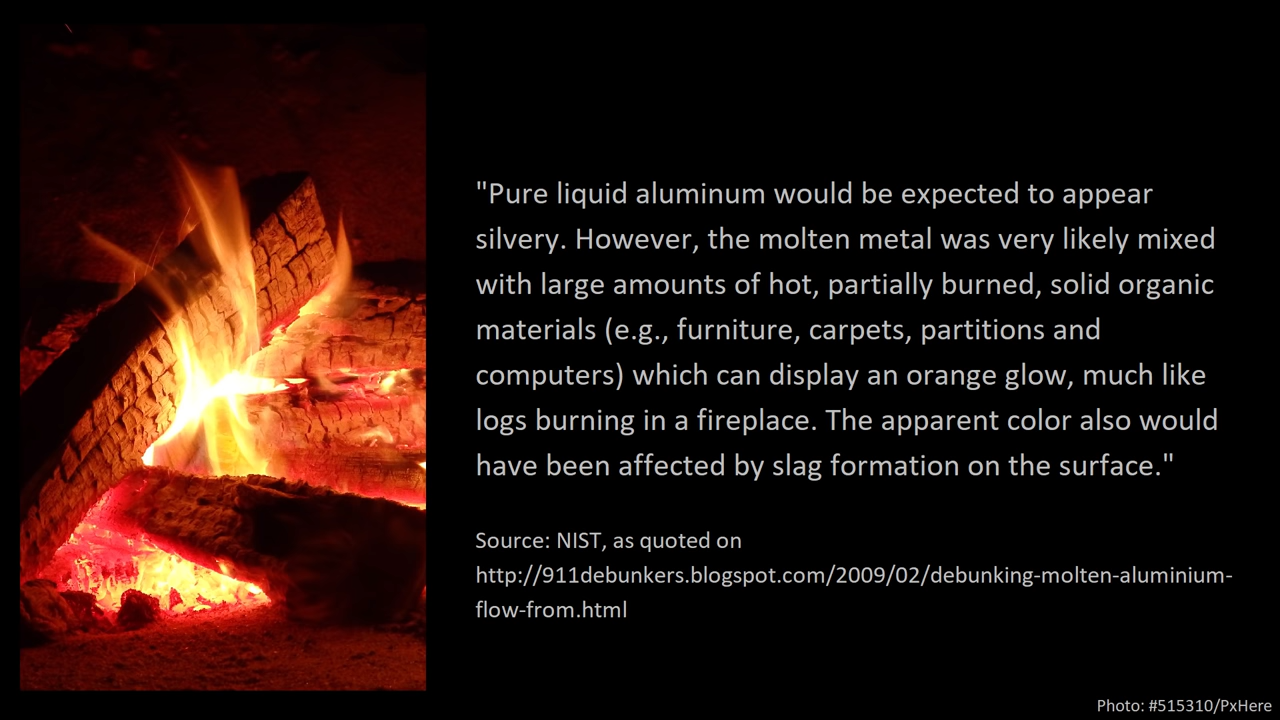 "Pure liquid aluminum would be expected to appear
silvery. However, the molten metal was very likely mixed
with large amounts of hot, partially burned, solid organic
materials (e.g., furniture, carpets, partitions and
computers) which can display an orange glow, much like
logs burning in a fireplace. The apparent color also would
have been affected by slag formation on the surface."
Source: NIST, as quoted on
http://911debunkers.blogspot.com/2009/02/debunking-molten-aluminium-
flow-from.html
Photo: #515310/PxHere